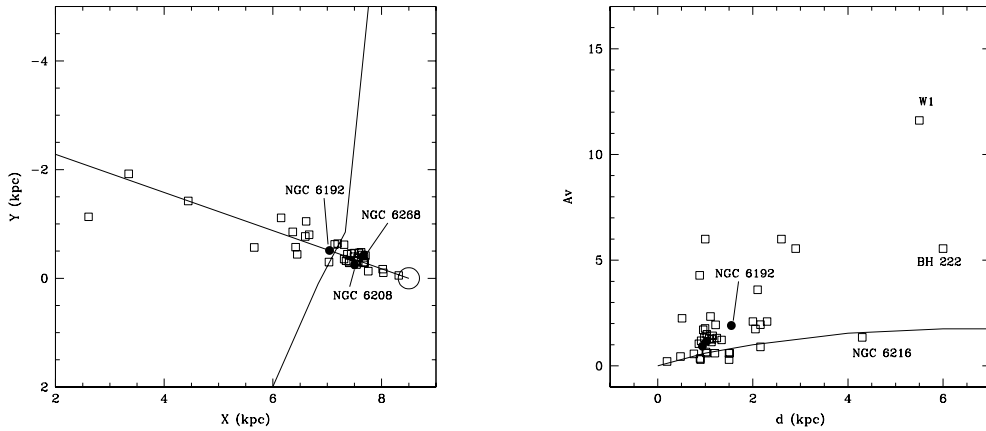 -4
-2
0
2
Y (kpc)
2
4
6
8
X (kpc)
NGC 6192
NGC 6268
NGC 6208
15
10
5
0
Av
0
2
4
6
d (kpc)
W1
NGC 6192
BH 222
NGC 6216